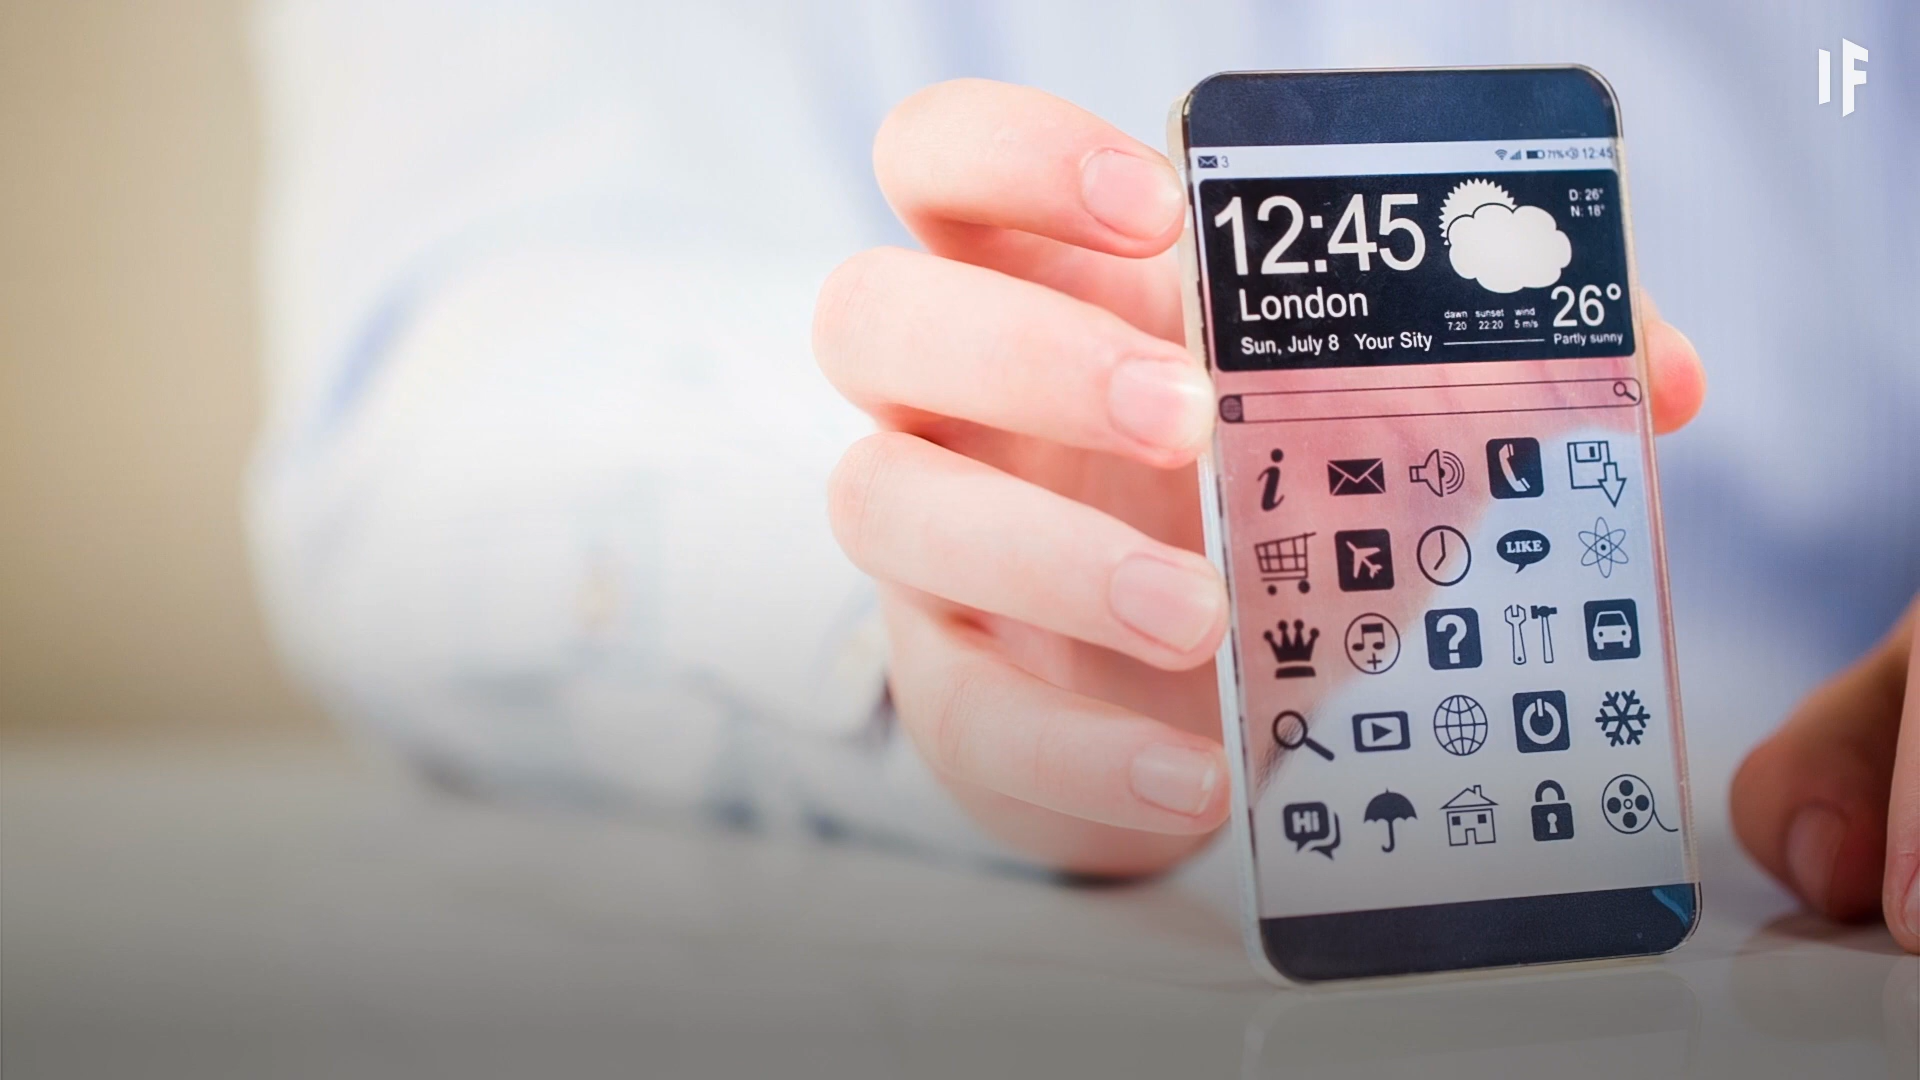 IF
3
71% 12:45
12:45
D: 26°
N: 18°
London
dawn sunset wind
7:20 22:20 5 m/s
26°
Sun, July 8 Your Sity
Partly sunny
i
LIKE
?
Hi